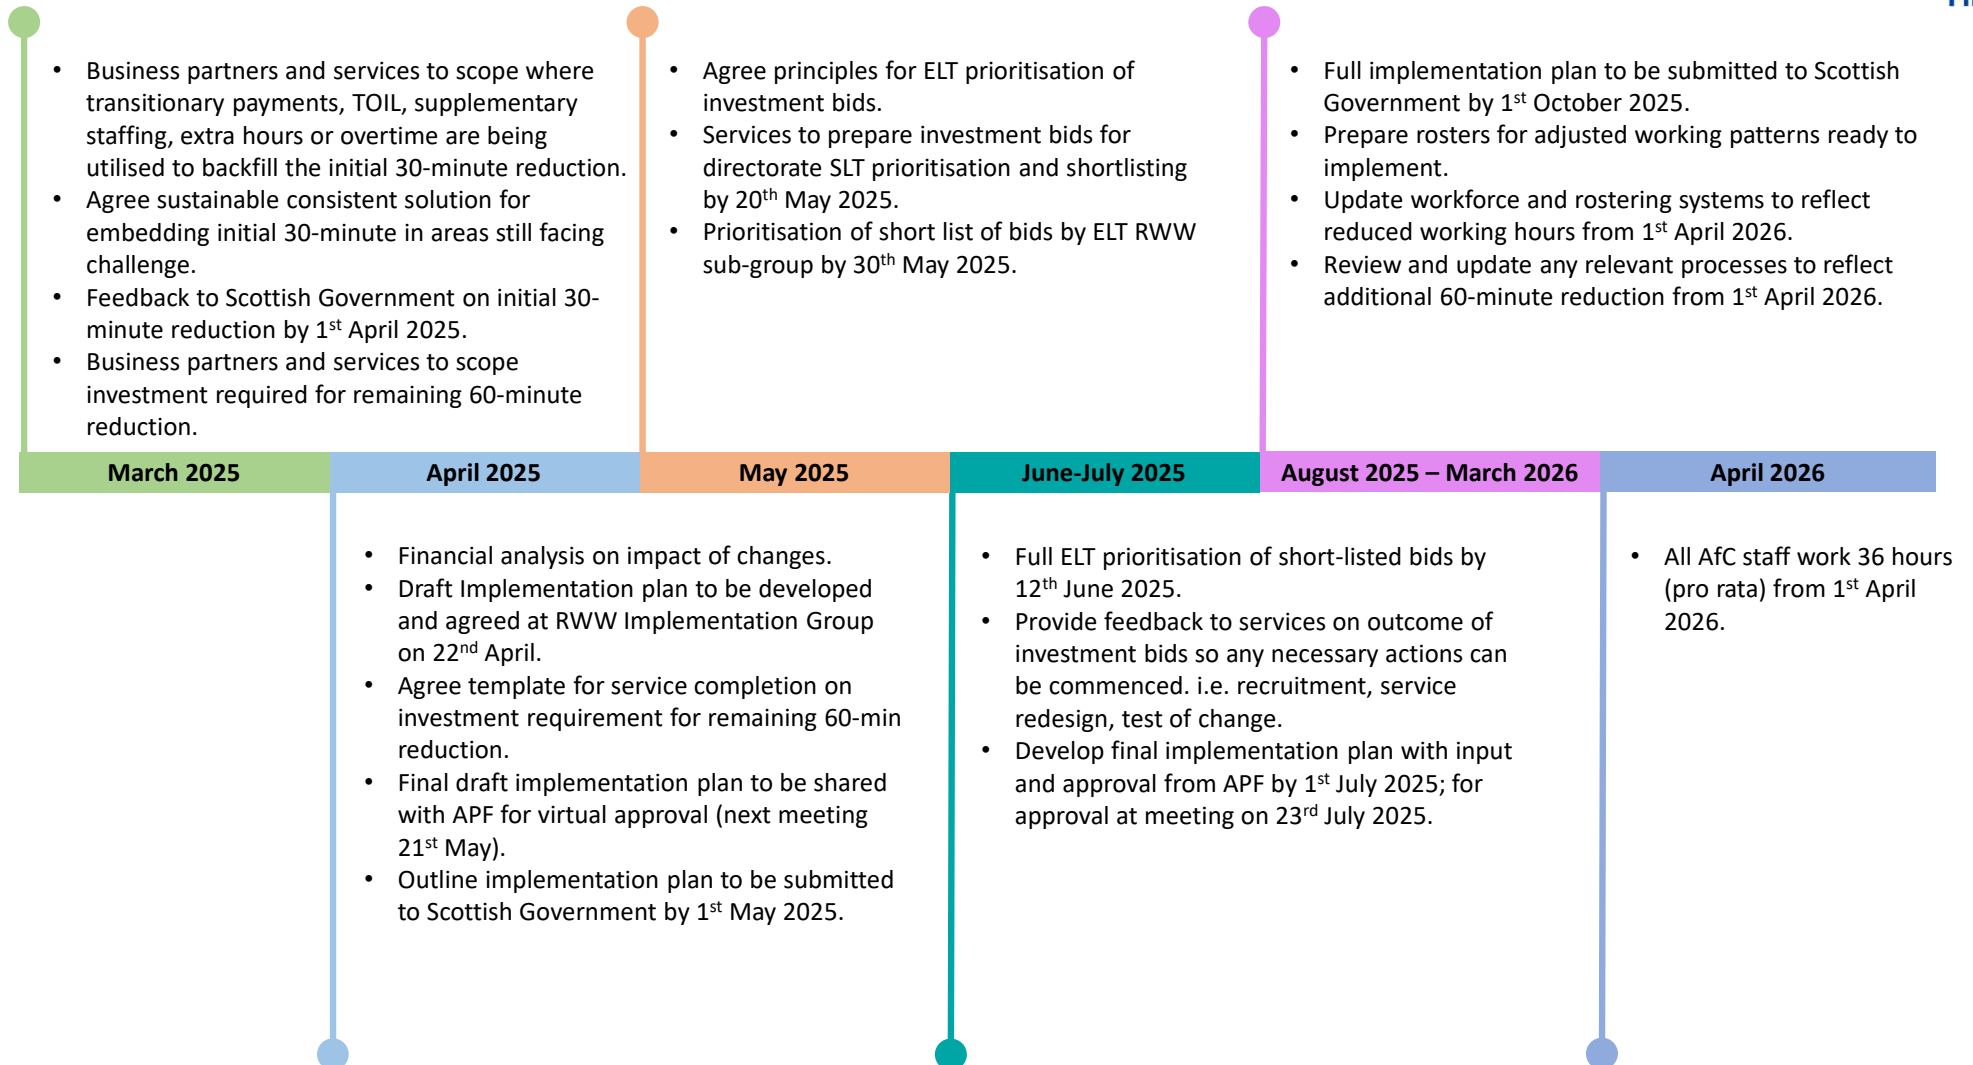 • Business partners and services to scope where
transitionary payments, TOIL, supplementary
staffing, extra hours or overtime are being
utilised to backfill the initial 30-minute reduction.
• Agree sustainable consistent solution for
embedding initial 30-minute in areas still facing
challenge.
• Feedback to Scottish Government on initial 30-
minute reduction by 1st April 2025.
• Business partners and services to scope
investment required for remaining 60-minute
reduction.
• Agree principles for ELT prioritisation of
investment bids.
• Services to prepare investment bids for
directorate SLT prioritisation and shortlisting
by 20th May 2025.
• Prioritisation of short list of bids by ELT RWW
sub-group by 30th May 2025.
• Full implementation plan to be submitted to Scottish
Government by 1st October 2025.
• Prepare rosters for adjusted working patterns ready to
implement.
• Update workforce and rostering systems to reflect
reduced working hours from 1st April 2026.
• Review and update any relevant processes to reflect
additional 60-minute reduction from 1st April 2026.
March 2025
April 2025
May 2025
June-July 2025
August 2025 – March 2026
April 2026
• Financial analysis on impact of changes.
• Draft Implementation plan to be developed
and agreed at RWW Implementation Group
on 22nd April.
• Agree template for service completion on
investment requirement for remaining 60-min
reduction.
• Final draft implementation plan to be shared
with APF for virtual approval (next meeting
21st May).
• Outline implementation plan to be submitted
to Scottish Government by 1st May 2025.
• Full ELT prioritisation of short-listed bids by
12th June 2025.
• Provide feedback to services on outcome of
investment bids so any necessary actions can
be commenced. i.e. recruitment, service
redesign, test of change.
• Develop final implementation plan with input
and approval from APF by 1st July 2025; for
approval at meeting on 23rd July 2025.
• All AfC staff work 36 hours
(pro rata) from 1st April
2026.